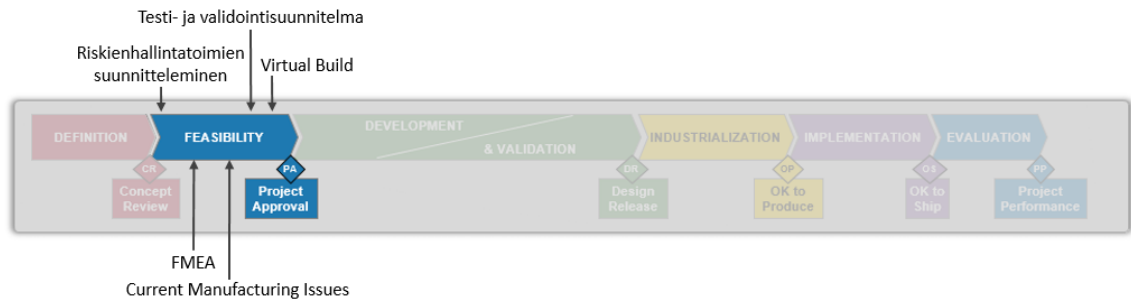 Testi- ja validointisuunnitelma
Riskienhallintatoimien
suunnitteleminen
Virtual Build
DEFINITION
FEASIBILITY
DEVELOPMENT
& VALIDATION
INDUSTRIALIZATION
IMPLEMENTATION
EVALUATION
CR
PA
DR
OP
OS
PP
Concept
Review
Project
Approval
Design
Release
OK to
Produce
OK to
Ship
Project
Performance
FMEA
Current Manufacturing Issues